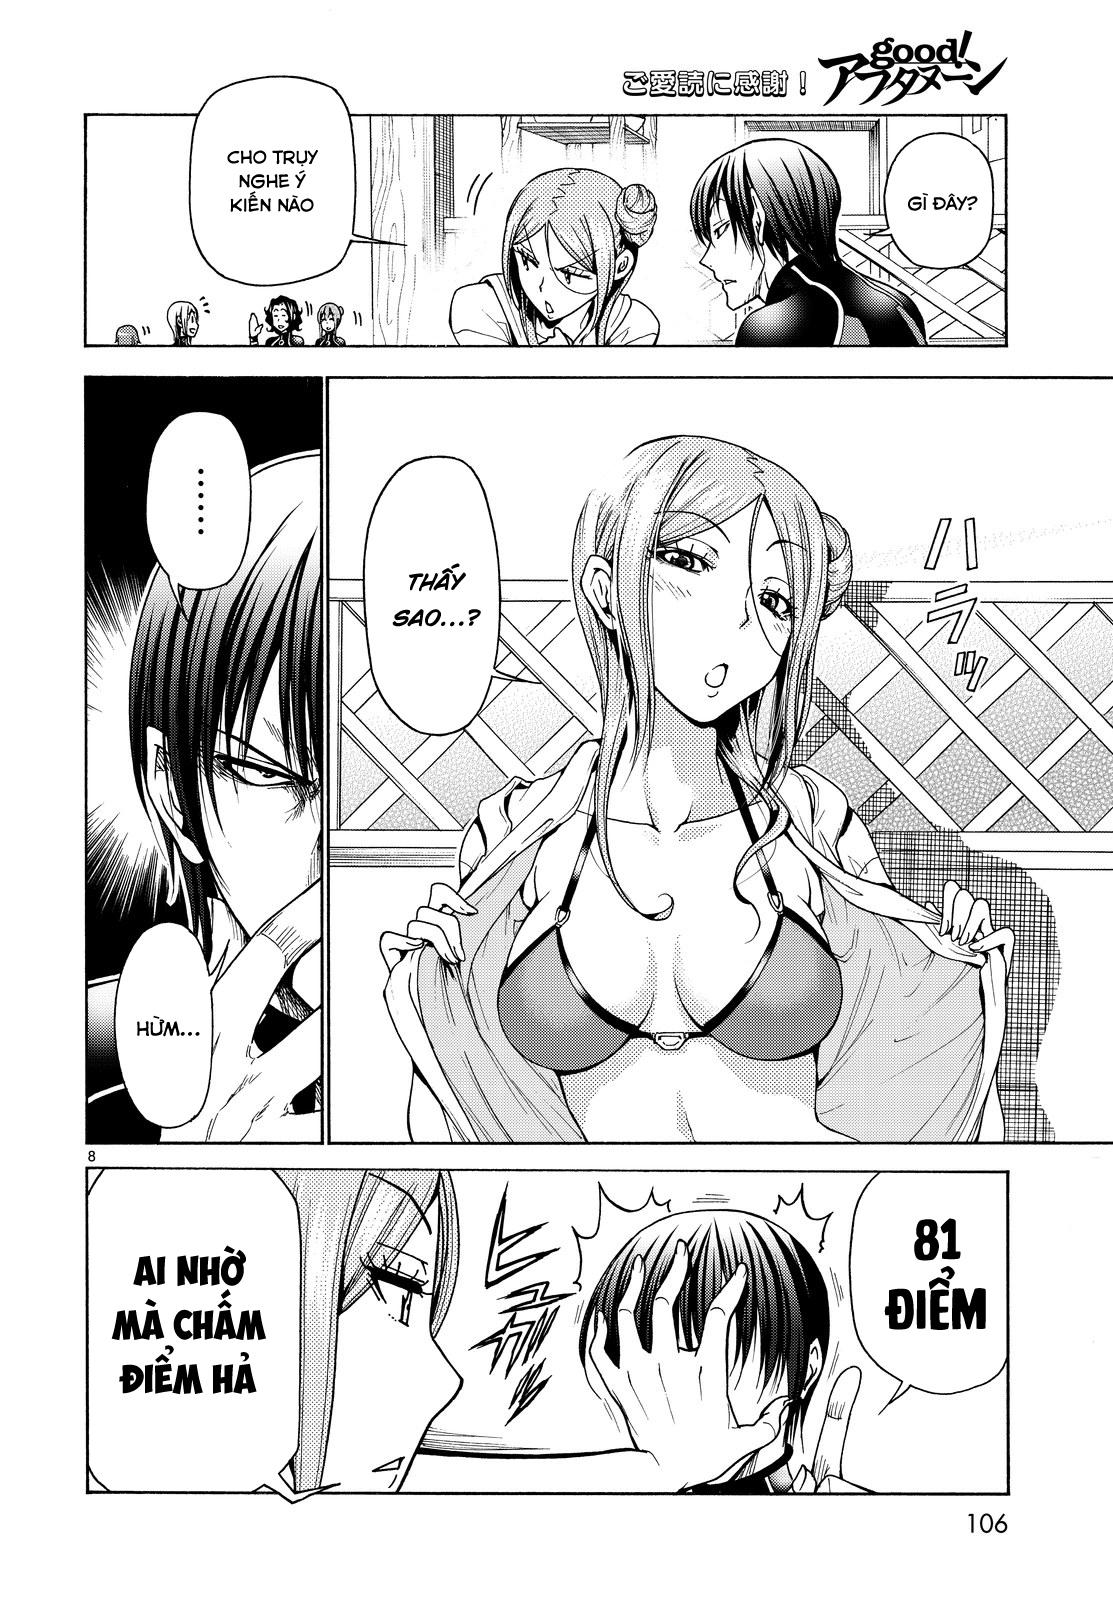 ご愛読に感謝！
good!
アフタヌーン
GÌ ĐÂY?
CHO TRỤY
NGHE Ý
KIẾN NÀO
THẤY
SAO...?
パラッ
......
HỪM...
8
81
ĐIỂM
AI NHỜ
MÀ CHẤM
ĐIỂM HẢ
106